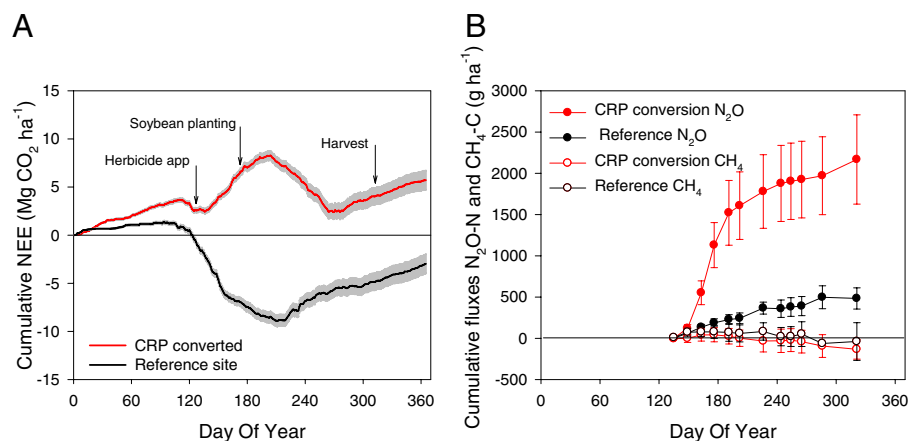 A
Cumulative NEE (Mg CO₂ ha⁻¹)
15
10
5
0
-5
-10
-15
Herbicide app
Soybean planting
Harvest
CRP converted
Reference site
0 60 120 180 240 300 360
Day Of Year
B
Cumulative fluxes N₂O-N and CH₄-C (g ha⁻¹)
3000
2500
2000
1500
1000
500
0
-500
CRP conversion N₂O
Reference N₂O
CRP conversion CH₄
Reference CH₄
0 60 120 180 240 300 360
Day Of Year